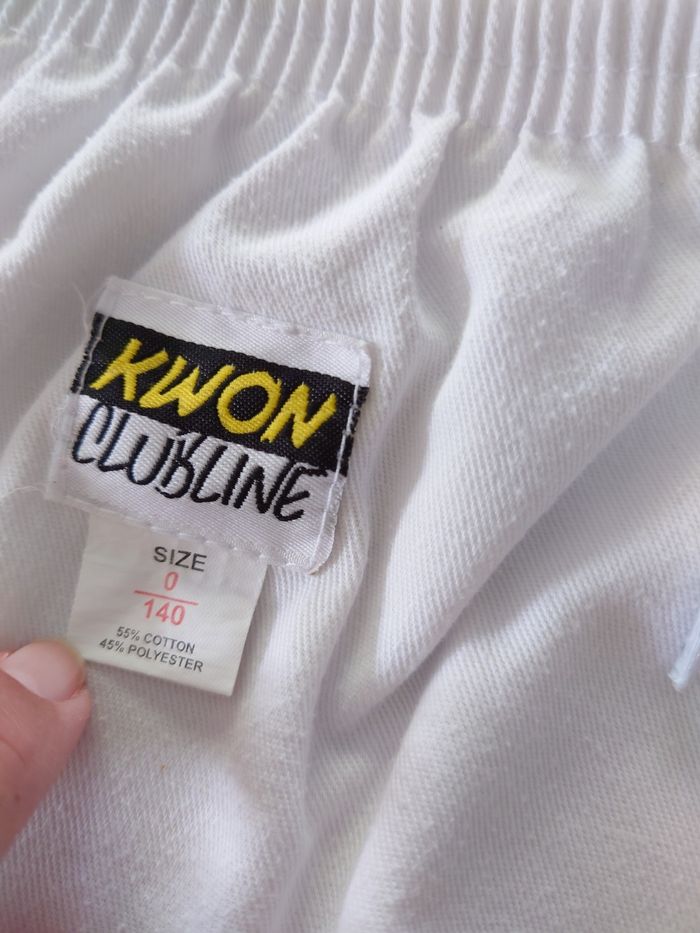 KWON
CLUBLINE
SIZE
0
140
55% COTTON
45% POLYESTER